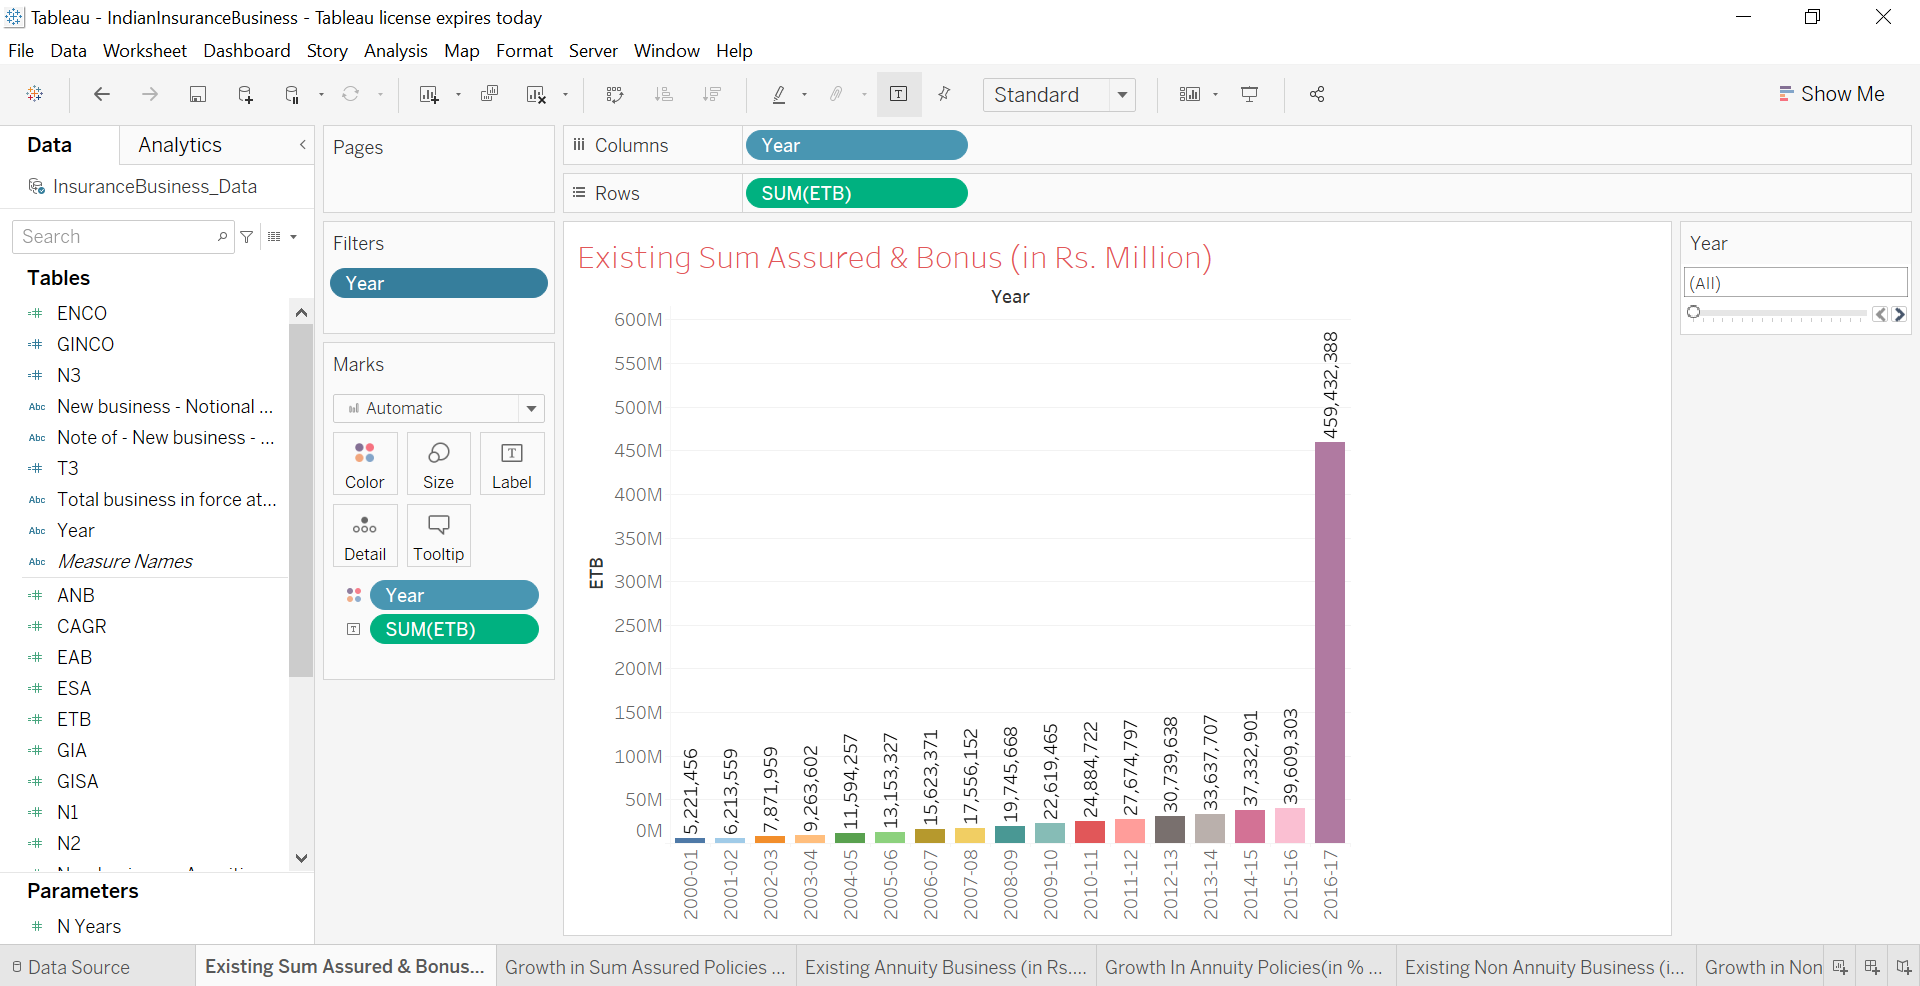 Tableau - IndianInsuranceBusiness - Tableau license expires today
File Data Worksheet Dashboard Story Analysis Map Format Server Window Help
Standard
Show Me
Data
Analytics
InsuranceBusiness_Data
Search
Tables
ENCO
GINCO
N3
Abc New business - Notional ...
Abc Note of - New business - ...
T3
Abc Total business in force at...
Abc Year
Abc Measure Names
ANB
CAGR
EAB
ESA
ETB
GIA
GISA
N1
N2
Parameters
N Years
Pages
Filters
Year
Marks
Automatic
Color
Size
Label
Detail
Tooltip
Year
SUM(ETB)
Columns
Year
Rows
SUM(ETB)
Existing Sum Assured & Bonus (in Rs. Million)
Year
600M
550M
500M
450M
400M
350M
300M
250M
200M
150M
100M
50M
0M
ETB
5,221,456
6,213,559
7,871,959
9,263,602
11,594,257
13,153,327
15,623,371
17,556,152
19,745,668
22,619,465
24,884,722
27,674,797
30,739,638
33,637,707
37,332,901
39,609,303
459,432,388
2000-01
2001-02
2002-03
2003-04
2004-05
2005-06
2006-07
2007-08
2008-09
2009-10
2010-11
2011-12
2012-13
2013-14
2014-15
2015-16
2016-17
Year
(All)
Data Source
Existing Sum Assured & Bonus...
Growth in Sum Assured Policies ...
Existing Annuity Business (in Rs....
Growth In Annuity Policies(in % ...
Existing Non Annuity Business (i...
Growth in Non